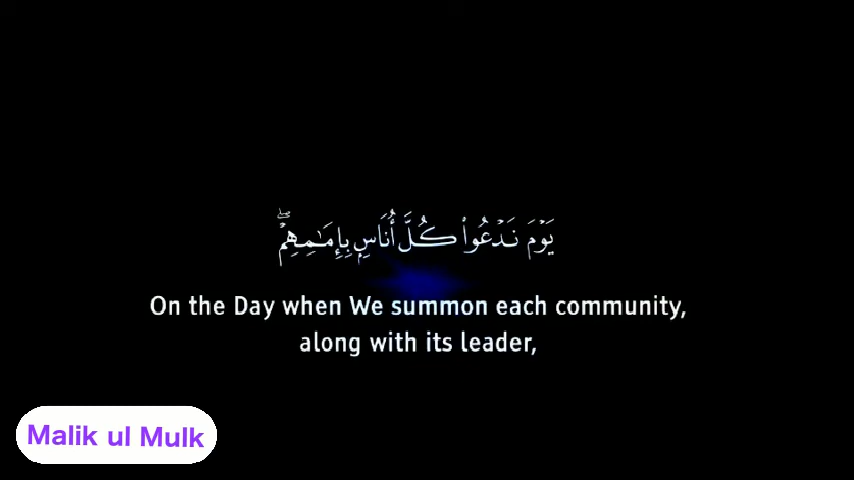 يَوْمَ نَدْعُوا۟ كُلَّ أُنَاسٍۭ بِإِمَـٰمِهِمْ ۖ
On the Day when We summon each community,
along with its leader,
Malik ul Mulk